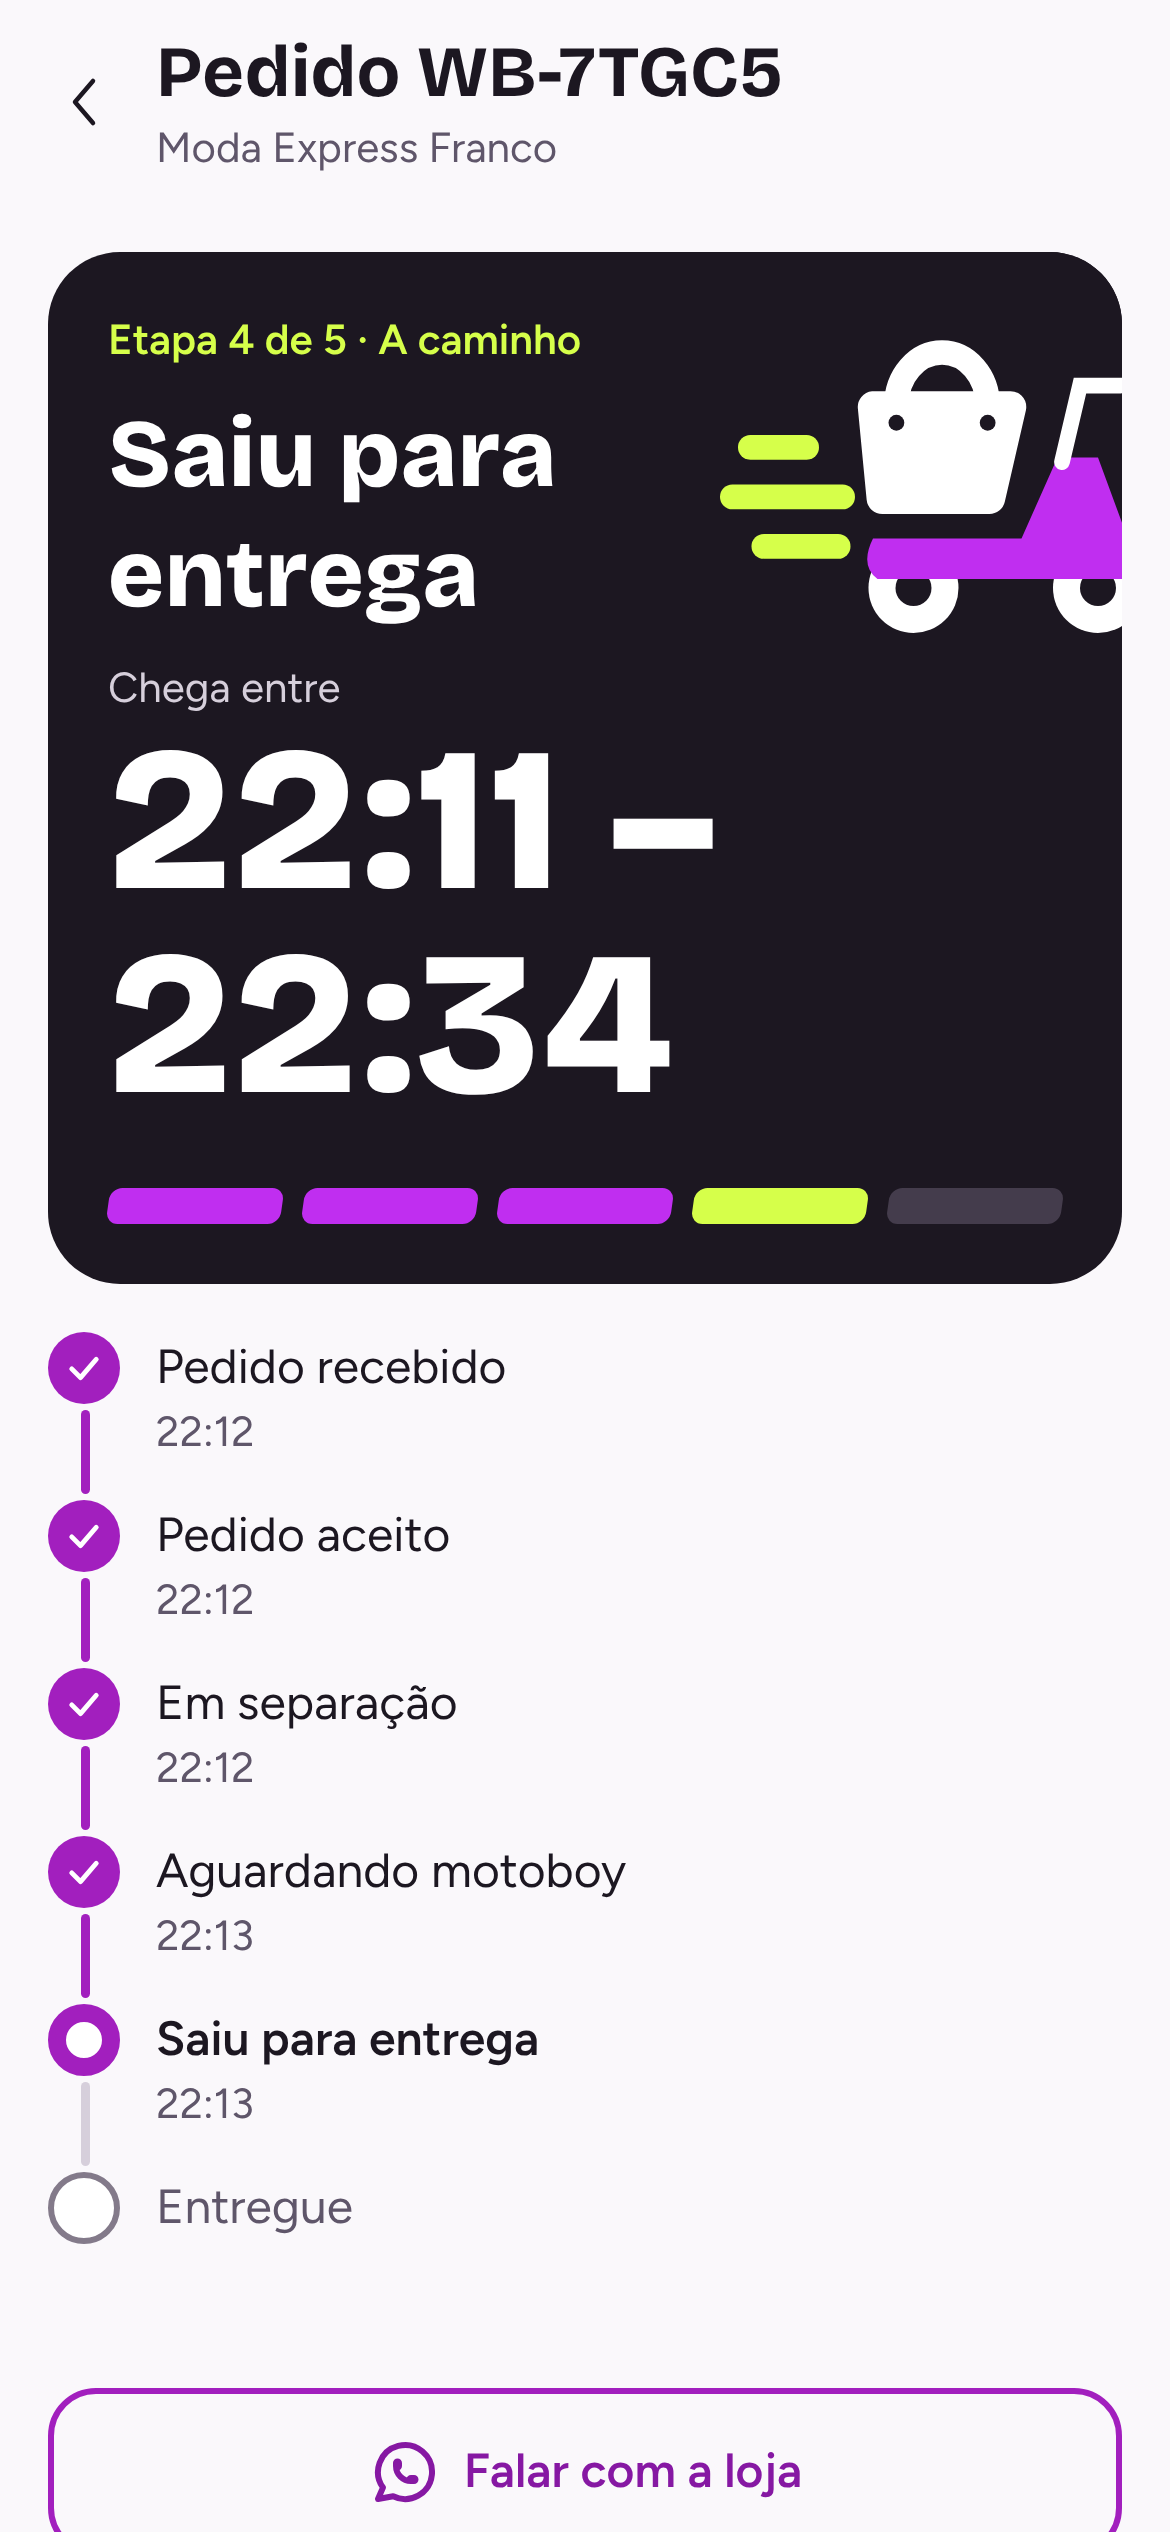 Pedido WB-7TGC5
Moda Express Franco
Etapa 4 de 5 · A caminho
Saiu para
entrega
Chega entre
22:11 –
22:34
Pedido recebido
22:12
Pedido aceito
22:12
Em separação
22:12
Aguardando motoboy
22:13
Saiu para entrega
22:13
Entregue
Falar com a loja